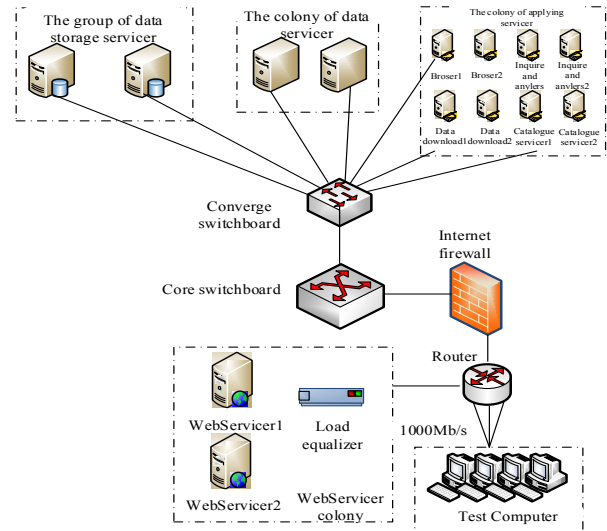 The group of data
storage servicer
The colony of data
servicer
The colony of applying
servicer
Broser1
Broser2
Inquire
and
anylers
Inquire
and
anylers2
Data
download1
Data
download2
Catalogue
servicer1
Catalogue
servicer2
Converge
switchboard
Internet
firewall
Core switchboard
Router
WebServicer1
Load
equalizer
1000Mb/s
WebServicer2
WebServicer
colony
Test Computer